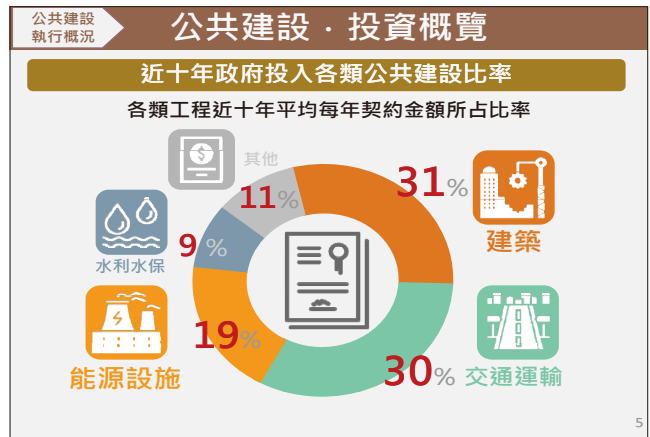 公共建設
執行概況
公共建設．投資概覽
近十年政府投入各類公共建設比率
各類工程近十年平均每年契約金額所占比率
其他
11%
31%
建築
水利水保
9 %
能源設施
19%
30%
交通運輸
5